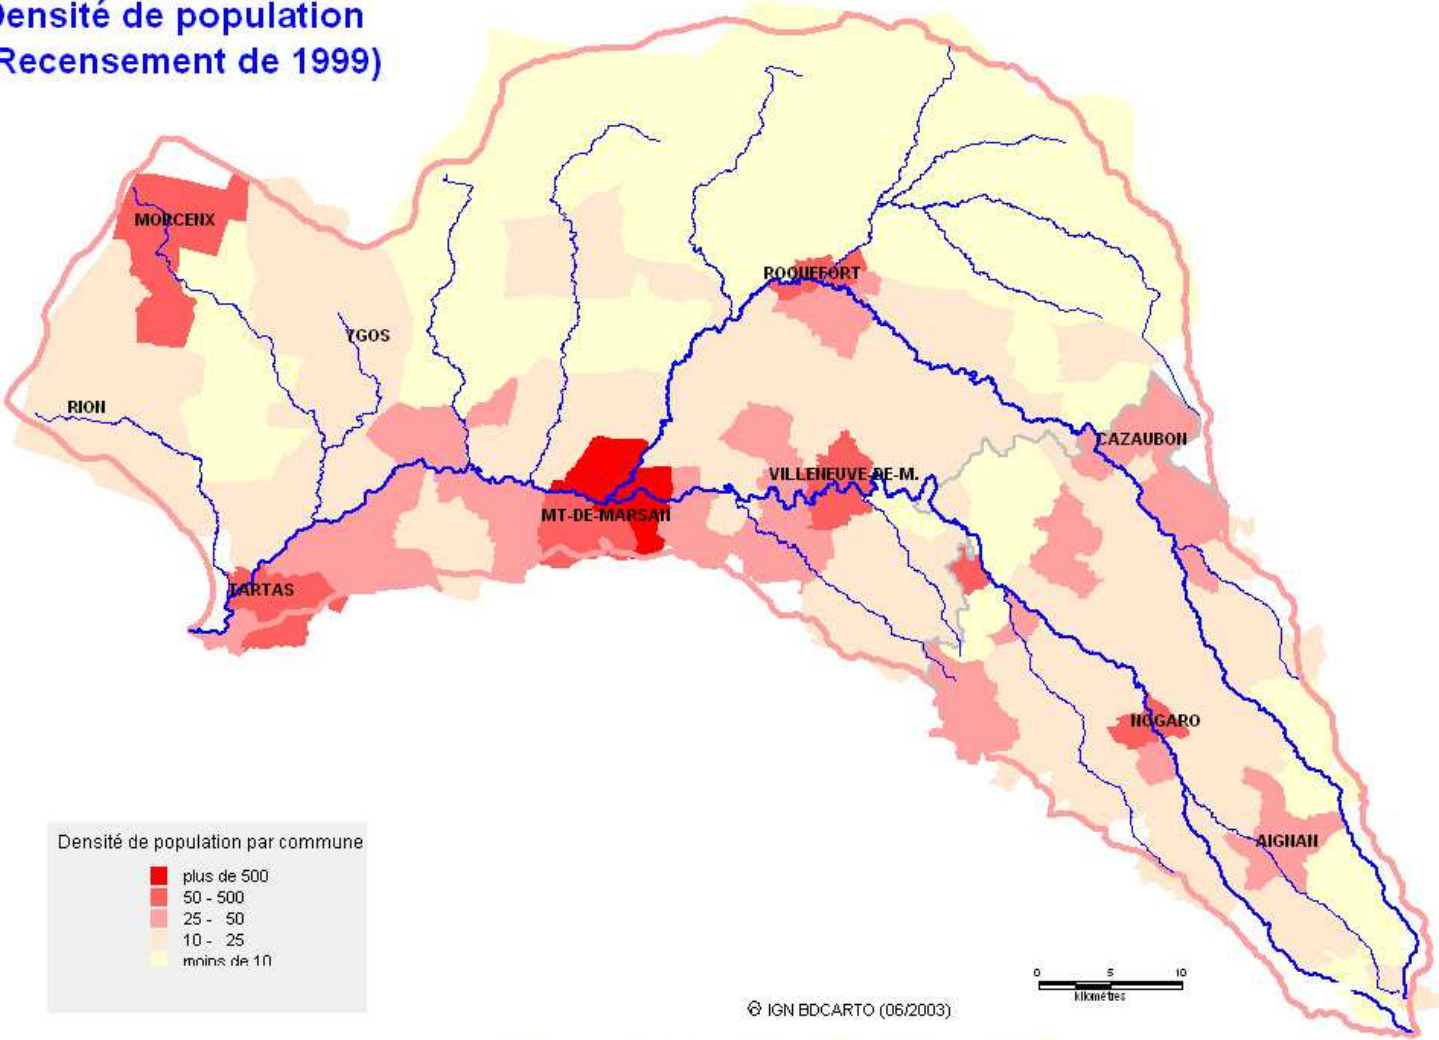 Densité de population
Recensement de 1999)
MORCENX
ROQUEFORT
YGOS
RION
CAZAUBON
VILLENEUVE-DE-M.
MT-DE-MARSAN
TARTAS
NOGARO
AIGNAN
Densité de population par commune
plus de 500
50 - 500
25 - 50
10 - 25
moins de 10
0 5 10
kilomètres
© IGN BDCARTO (06/2003)